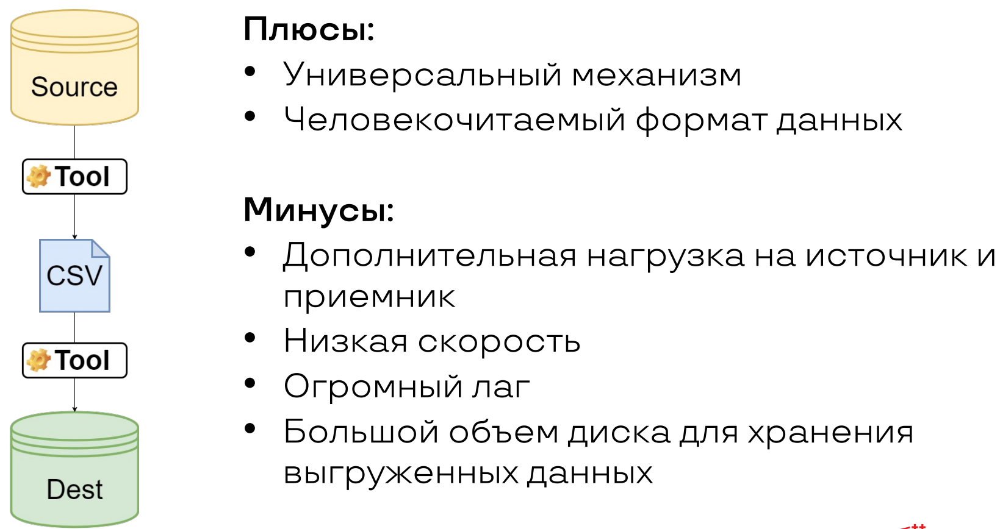 Source
Tool
CSV
Tool
Dest
Плюсы:
• Универсальный механизм
• Человекочитаемый формат данных
Минусы:
• Дополнительная нагрузка на источник и
приемник
• Низкая скорость
• Огромный лаг
• Большой объем диска для хранения
выгруженных данных